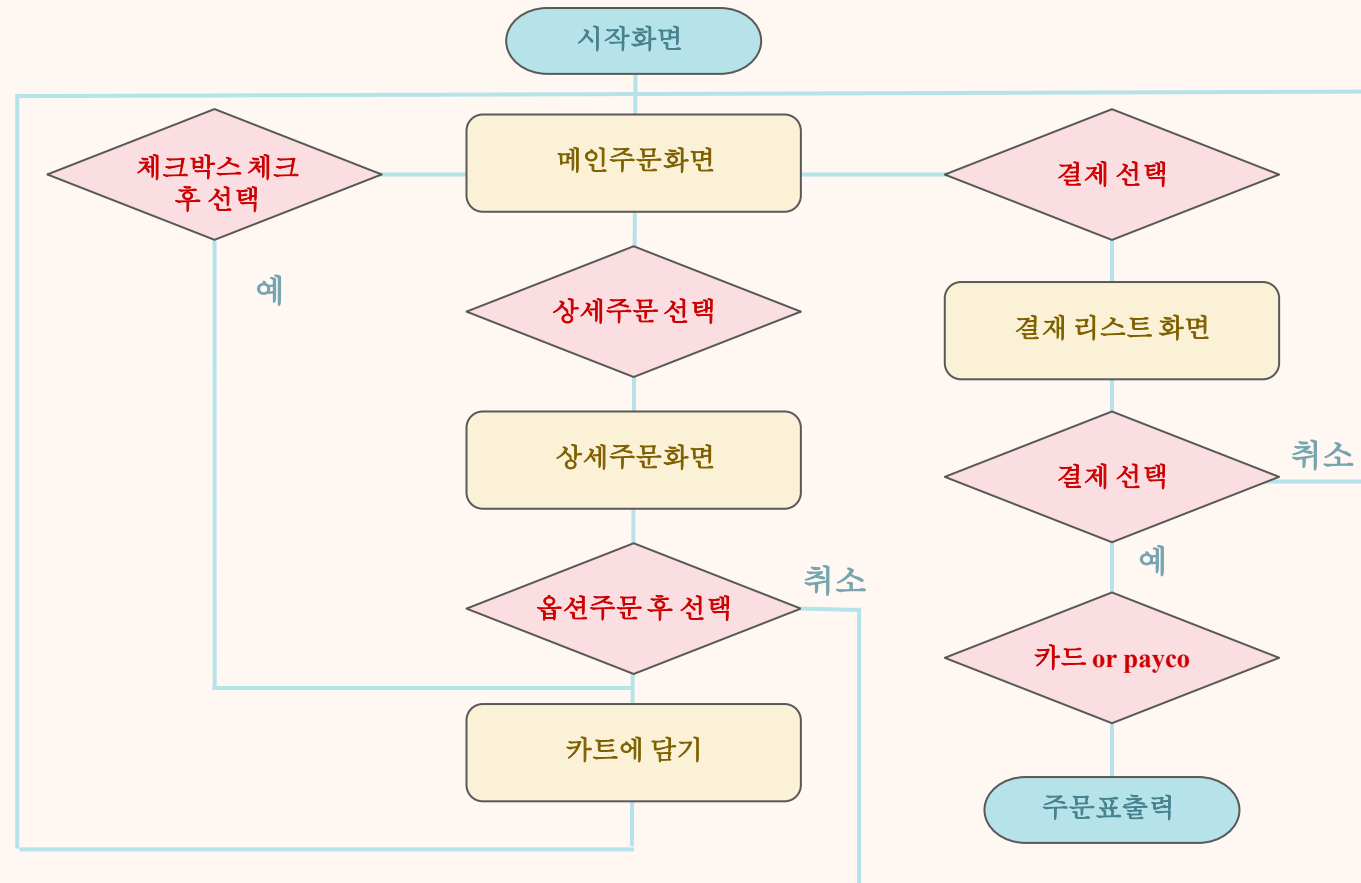 시작화면
체크박스 체크
후 선택
메인주문화면
결제 선택
예
상세주문 선택
결재 리스트 화면
상세주문화면
결제 선택
취소
옵션주문 후 선택
취소
예
카드 or payco
카트에 담기
주문표출력